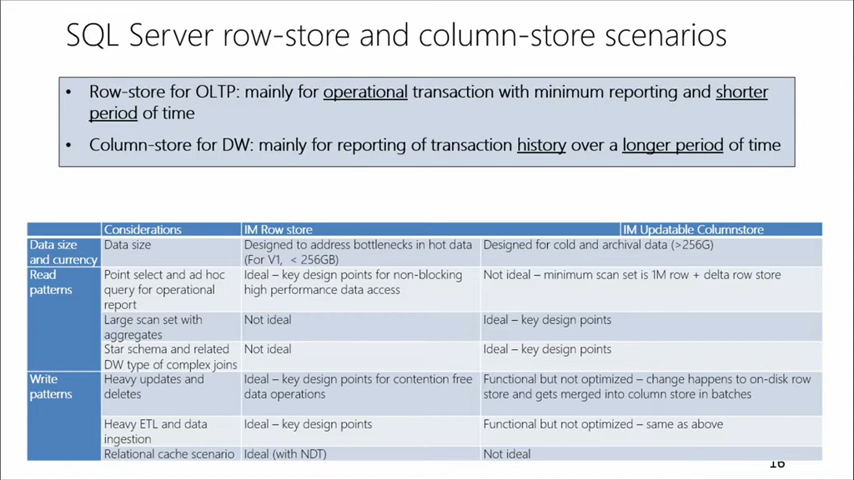 SQL Server row-store and column-store scenarios
• Row-store for OLTP: mainly for operational transaction with minimum reporting and shorter
period of time
• Column-store for DW: mainly for reporting of transaction history over a longer period of time
Considerations IM Row store IM Updatable Columnstore
Data size Data size Designed to address bottlenecks in hot data Designed for cold and archival data (>256G)
and currency (For V1, < 256GB)
Read Point select and ad hoc Ideal – key design points for non-blocking Not ideal – minimum scan set is 1M row + delta row store
patterns query for operational high performance data access
report
Large scan set with Not ideal Ideal – key design points
aggregates
Star schema and related Not ideal Ideal – key design points
DW type of complex joins
Write Heavy updates and Ideal – key design points for contention free Functional but not optimized – change happens to on-disk row
patterns deletes data operations store and gets merged into column store in batches
Heavy ETL and data Ideal – key design points Functional but not optimized – same as above
ingestion
Relational cache scenario Ideal (with NDT) Not ideal
16